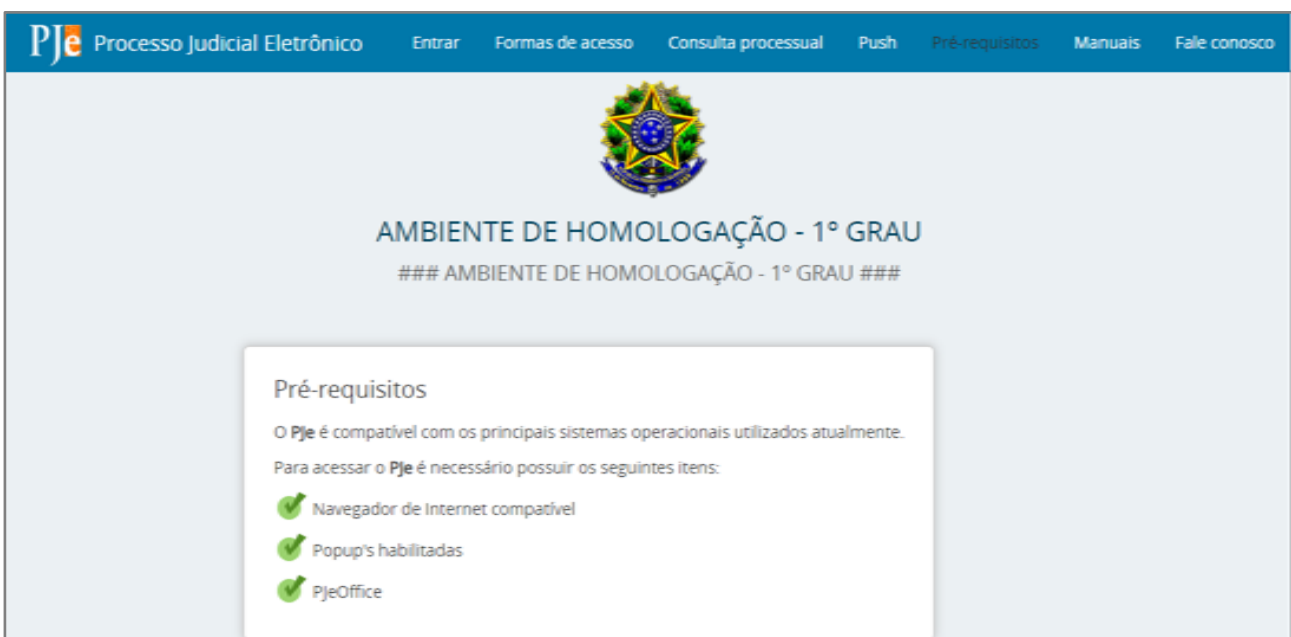 PJe Processo Judicial Eletrônico Entrar Formas de acesso Consulta processual Push Pré-requisitos Manuais Fale conosco
AMBIENTE DE HOMOLOGAÇÃO - 1º GRAU
### AMBIENTE DE HOMOLOGAÇÃO - 1º GRAU ###
Pré-requisitos
O PJe é compatível com os principais sistemas operacionais utilizados atualmente.
Para acessar o PJe é necessário possuir os seguintes itens:
Navegador de Internet compatível
Popup's habilitadas
PJeOffice